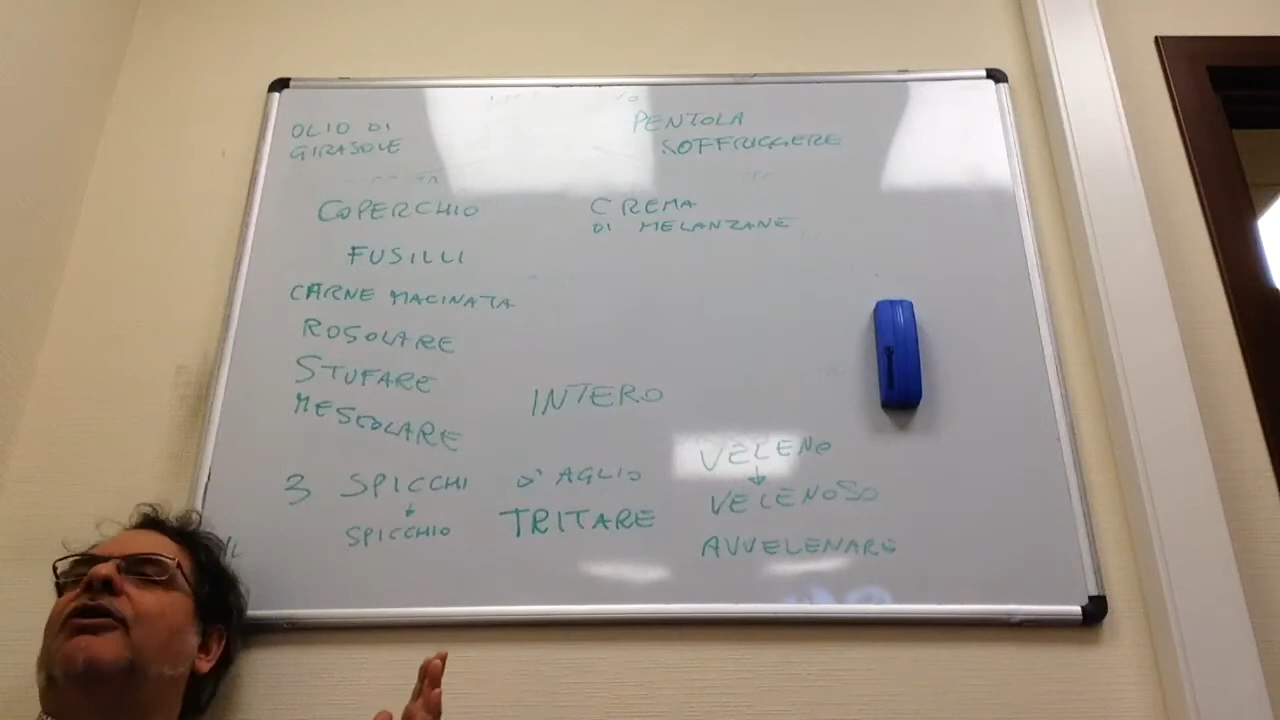 OLIO DI
GIRASOLE
PENTOLA
SOFFRIGGERE
COPERCHIO
CREMA
DI MELANZANE
FUSILLI
CARNE MACINATA
ROSOLARE
STUFARE
MESCOLARE
INTERO
3 SPICCHI D'AGLIO
SPICCHIO
TRITARE
VELENO
VELENOSO
AVVELENARE